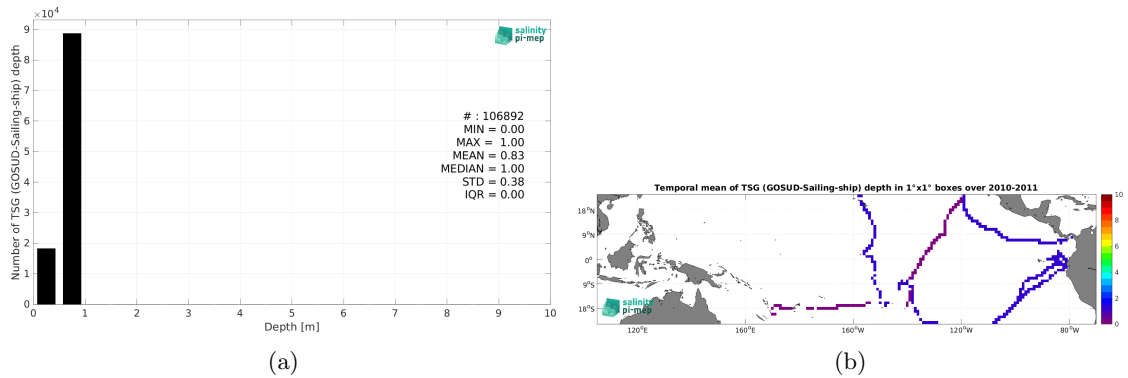 ×10⁴
9
8
7
6
5
4
3
2
1
0
Number of TSG (GOSUD-Sailing-ship) depth
salinity
pi-mep
# : 106892
MIN = 0.00
MAX = 1.00
MEAN = 0.83
MEDIAN = 1.00
STD = 0.38
IQR = 0.00
0 1 2 3 4 5 6 7 8 9 10
Depth [m]
(a)
Temporal mean of TSG (GOSUD-Sailing-ship) depth in 1°x1° boxes over 2010-2011
18°N
9°N
0°
9°S
18°S
salinity
pi-mep
120°E 160°E 160°W 120°W 80°W
10
8
6
4
2
0
(b)